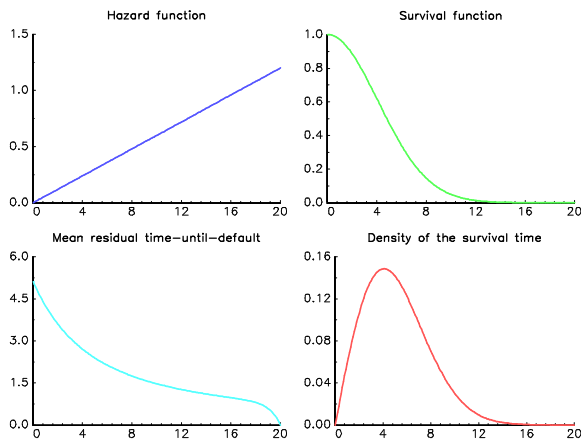 Hazard function
1.5
1.0
0.5
0.0
0 4 8 12 16 20
Survival function
1.0
0.8
0.6
0.4
0.2
0.0
0 4 8 12 16 20
Mean residual time-until-default
6.0
4.5
3.0
1.5
0.0
0 4 8 12 16 20
Density of the survival time
0.16
0.12
0.08
0.04
0.00
0 4 8 12 16 20